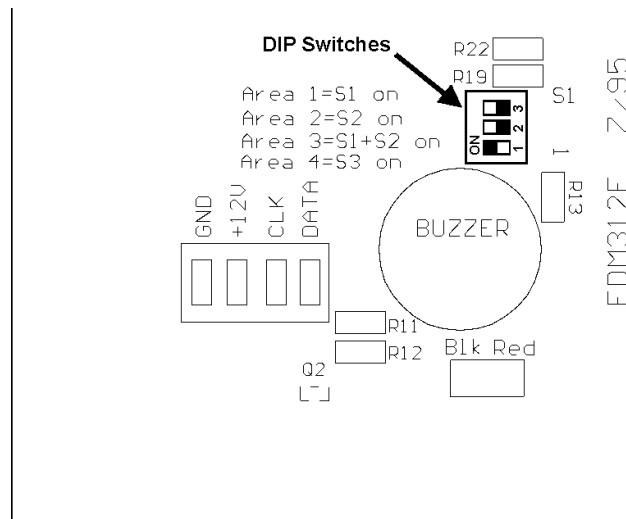 DIP Switches
R22
R19
S1
Area 1=S1 on
Area 2=S2 on
Area 3=S1+S2 on
Area 4=S3 on
ON
1 2 3
1
R13
7/95
GND
+12V
CLK
DATA
BUZZER
R11
R12
Blk Red
Q2